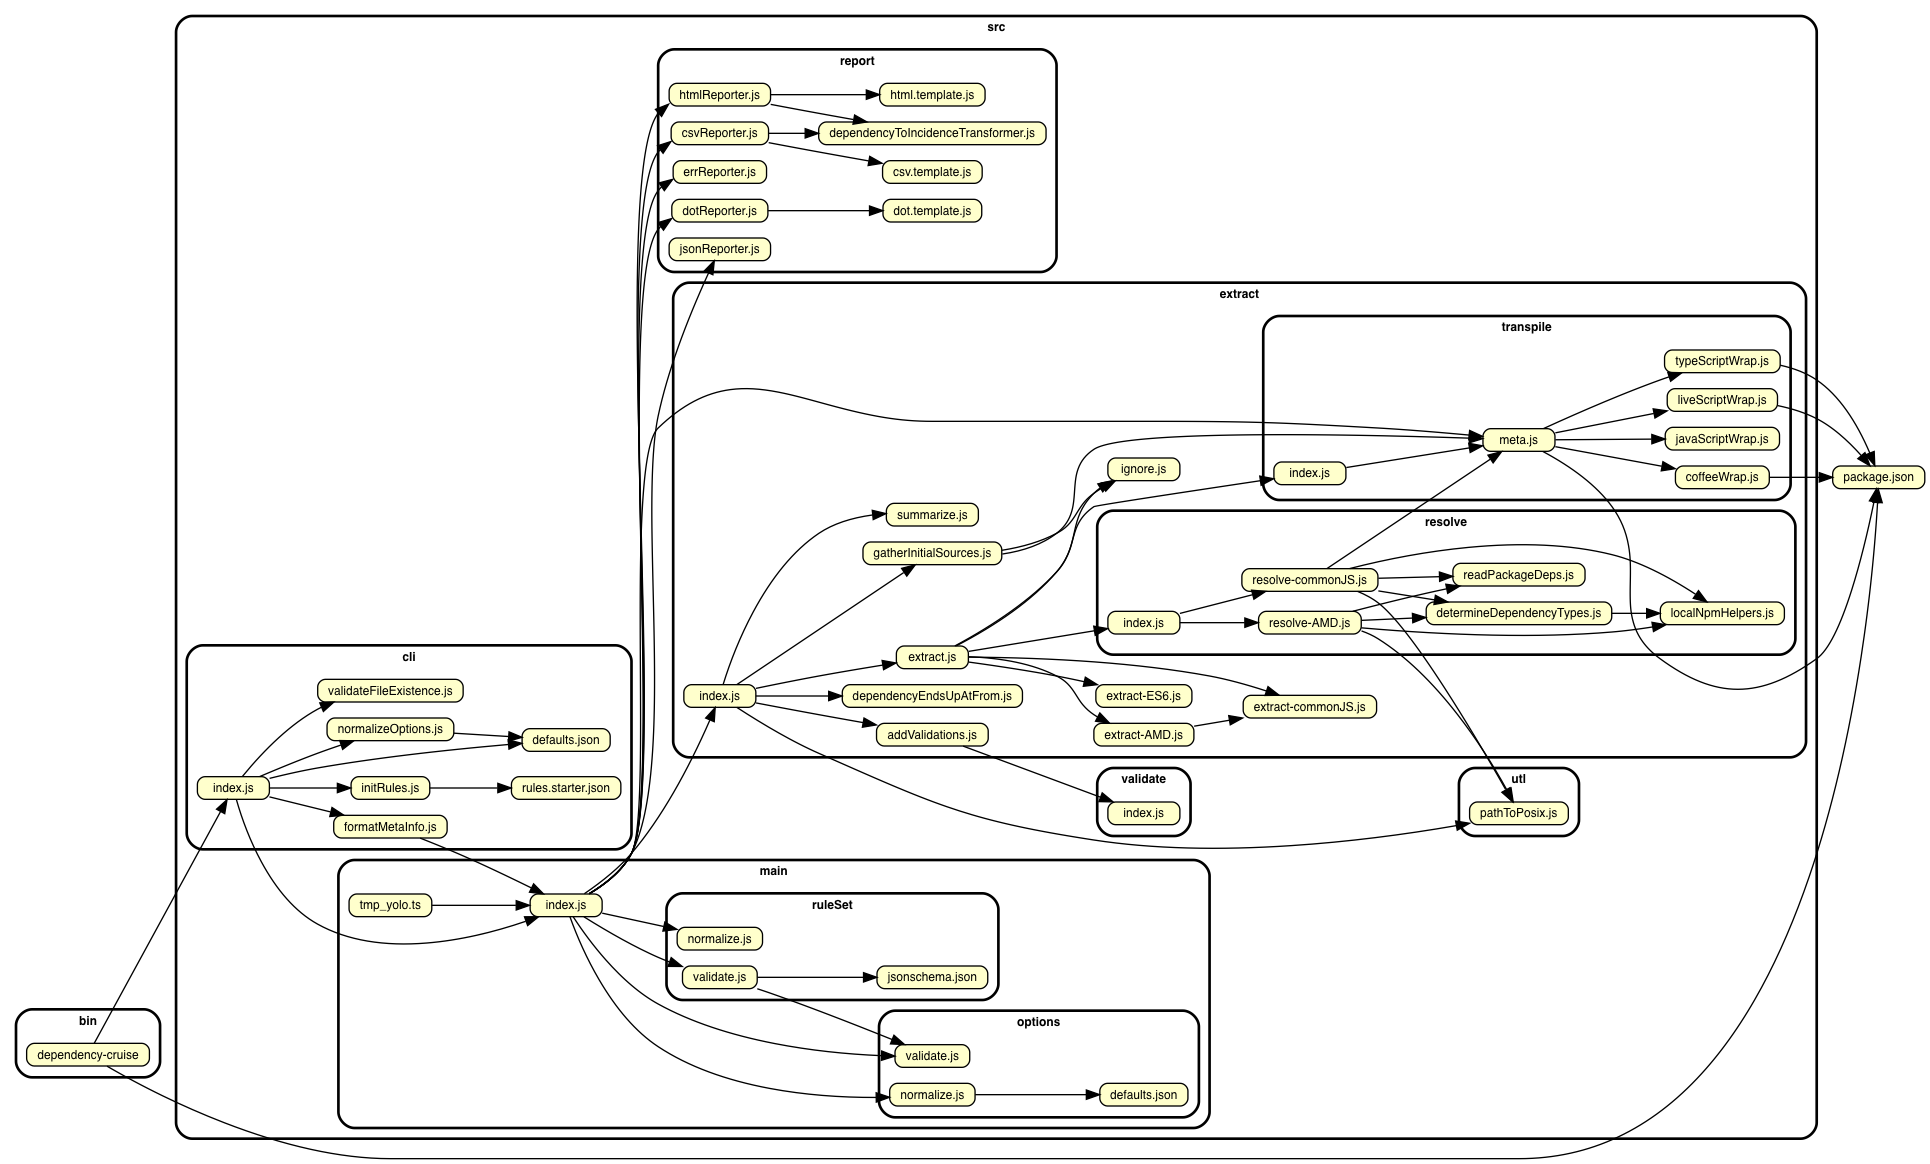 src
report
htmlReporter.js
html.template.js
csvReporter.js
dependencyToIncidenceTransformer.js
errReporter.js
csv.template.js
dotReporter.js
dot.template.js
jsonReporter.js
extract
transpile
typeScriptWrap.js
liveScriptWrap.js
meta.js
javaScriptWrap.js
ignore.js
index.js
coffeeWrap.js
package.json
summarize.js
resolve
gatherInitialSources.js
resolve-commonJS.js
readPackageDeps.js
index.js
resolve-AMD.js
determineDependencyTypes.js
localNpmHelpers.js
extract.js
index.js
dependencyEndsUpAtFrom.js
extract-ES6.js
extract-commonJS.js
addValidations.js
extract-AMD.js
cli
validateFileExistence.js
normalizeOptions.js
defaults.json
index.js
initRules.js
rules.starter.json
formatMetaInfo.js
validate
index.js
utl
pathToPosix.js
main
tmp_yolo.ts
index.js
ruleSet
normalize.js
validate.js
jsonschema.json
options
validate.js
normalize.js
defaults.json
bin
dependency-cruise